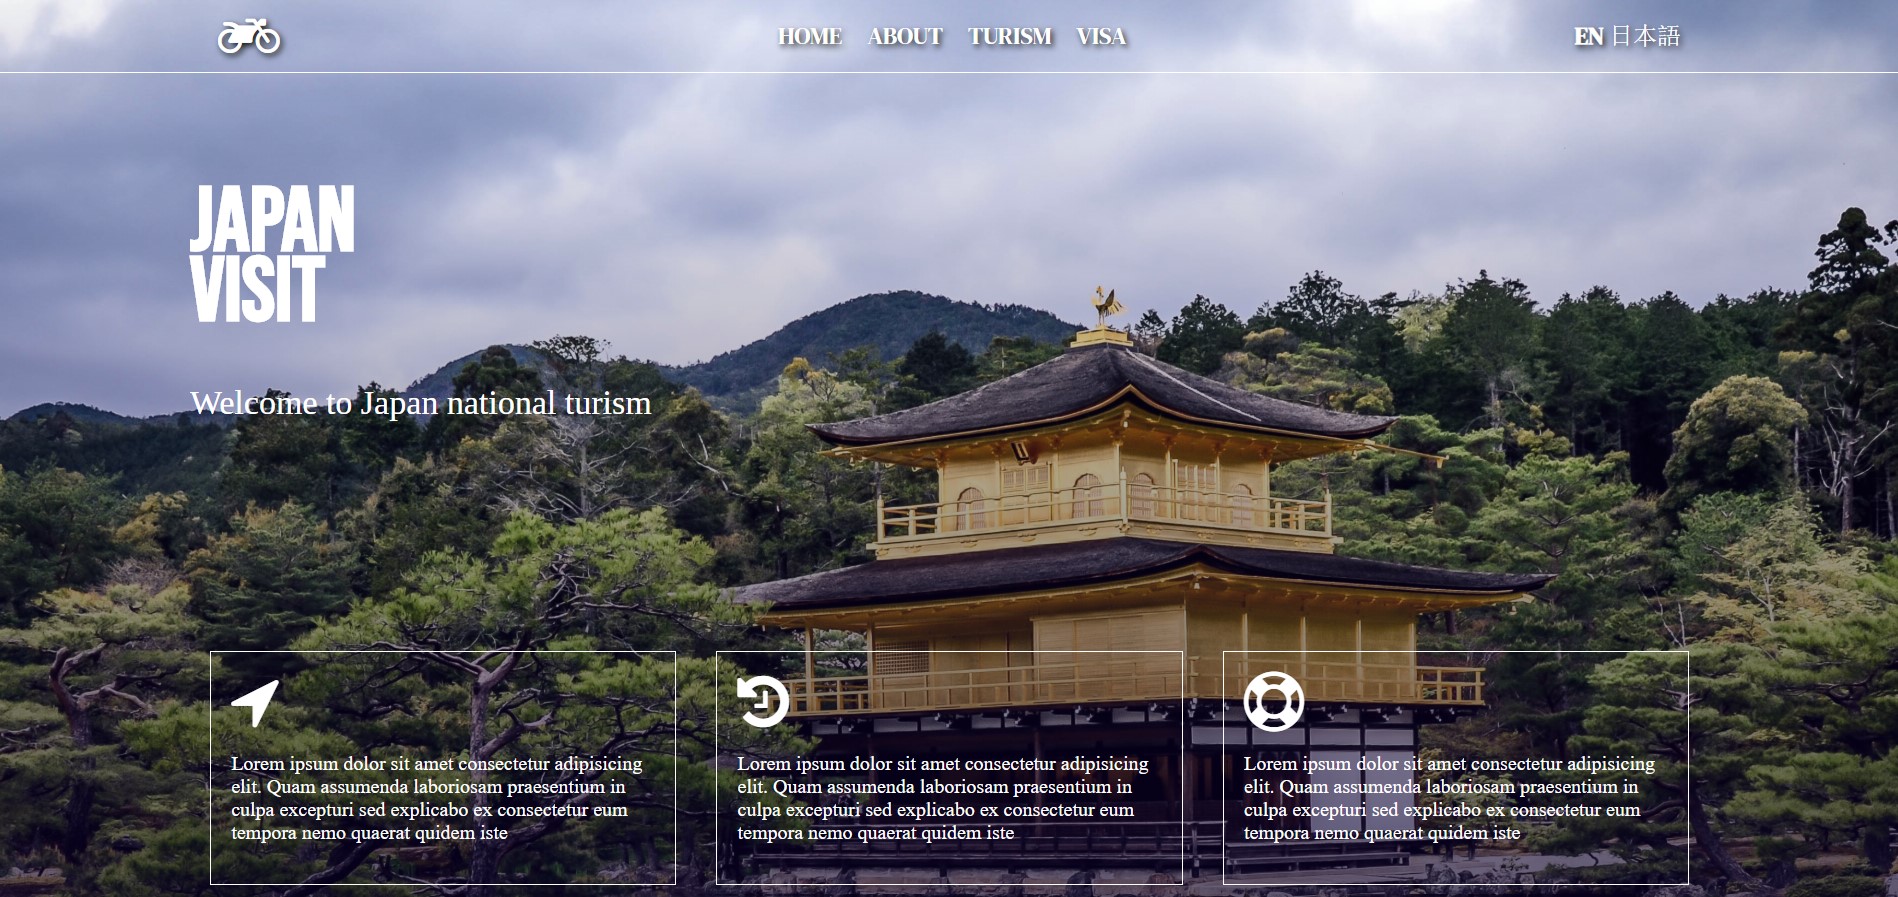 HOME ABOUT TURISM VISA
EN 日本語
JAPAN
VISIT
Welcome to Japan national turism
Lorem ipsum dolor sit amet consectetur adipisicing
elit. Quam assumenda laboriosam praesentium in
culpa excepturi sed explicabo ex consectetur eum
tempora nemo quaerat quidem iste
Lorem ipsum dolor sit amet consectetur adipisicing
elit. Quam assumenda laboriosam praesentium in
culpa excepturi sed explicabo ex consectetur eum
tempora nemo quaerat quidem iste
Lorem ipsum dolor sit amet consectetur adipisicing
elit. Quam assumenda laboriosam praesentium in
culpa excepturi sed explicabo ex consectetur eum
tempora nemo quaerat quidem iste